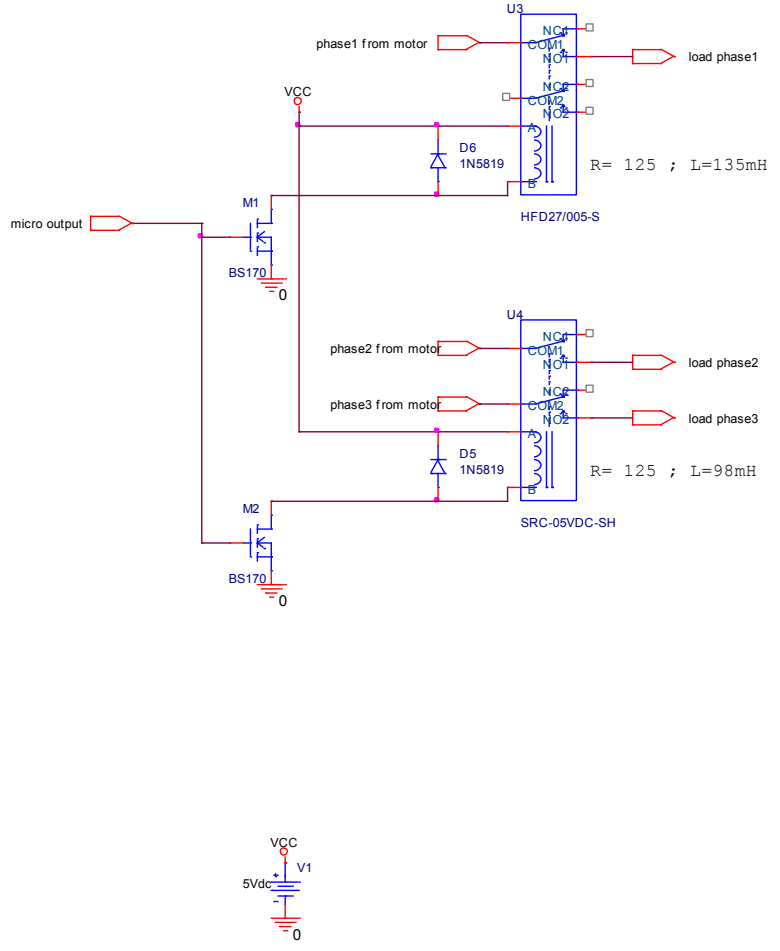 U3
NC1
phase1 from motor
COM1
NO1
load phase1
NC2
VCC
COM2
NO2
A
D6
1N5819
R= 125 ; L=135mH
B
M1
HFD27/005-S
micro output
BS170
0
U4
NC1
phase2 from motor
COM1
NO1
load phase2
NC2
phase3 from motor
COM2
NO2
load phase3
A
D5
1N5819
R= 125 ; L=98mH
B
M2
SRC-05VDC-SH
BS170
0
VCC
V1
5Vdc
0